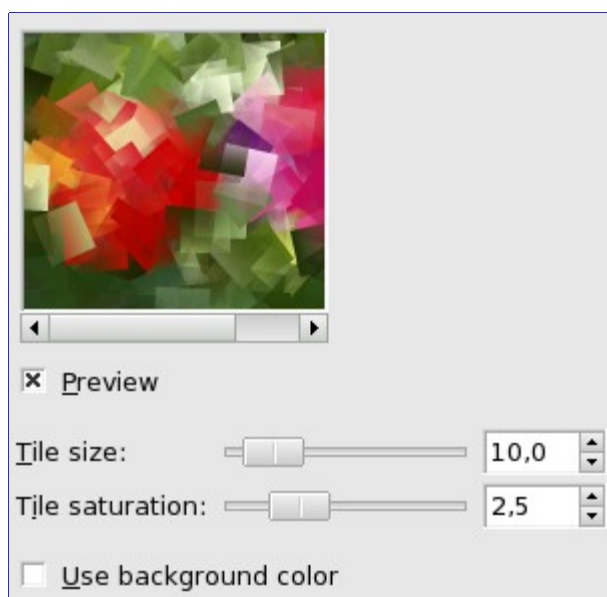 Preview
Tile size: 10,0
Tile saturation: 2,5
Use background color